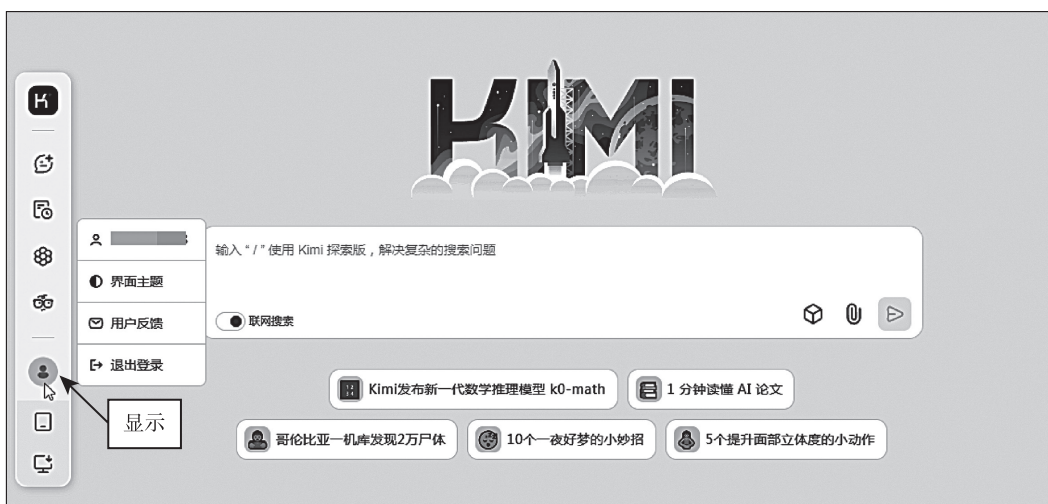 KIMI
K
输入“/”使用 Kimi 探索版，解决复杂的搜索问题
界面主题
用户反馈
联网搜索
退出登录
显示
Kimi发布新一代数学推理模型 k0-math
1 分钟读懂 AI 论文
哥伦比亚一机库发现2万尸体
10个一夜好梦的小妙招
5个提升面部立体度的小动作